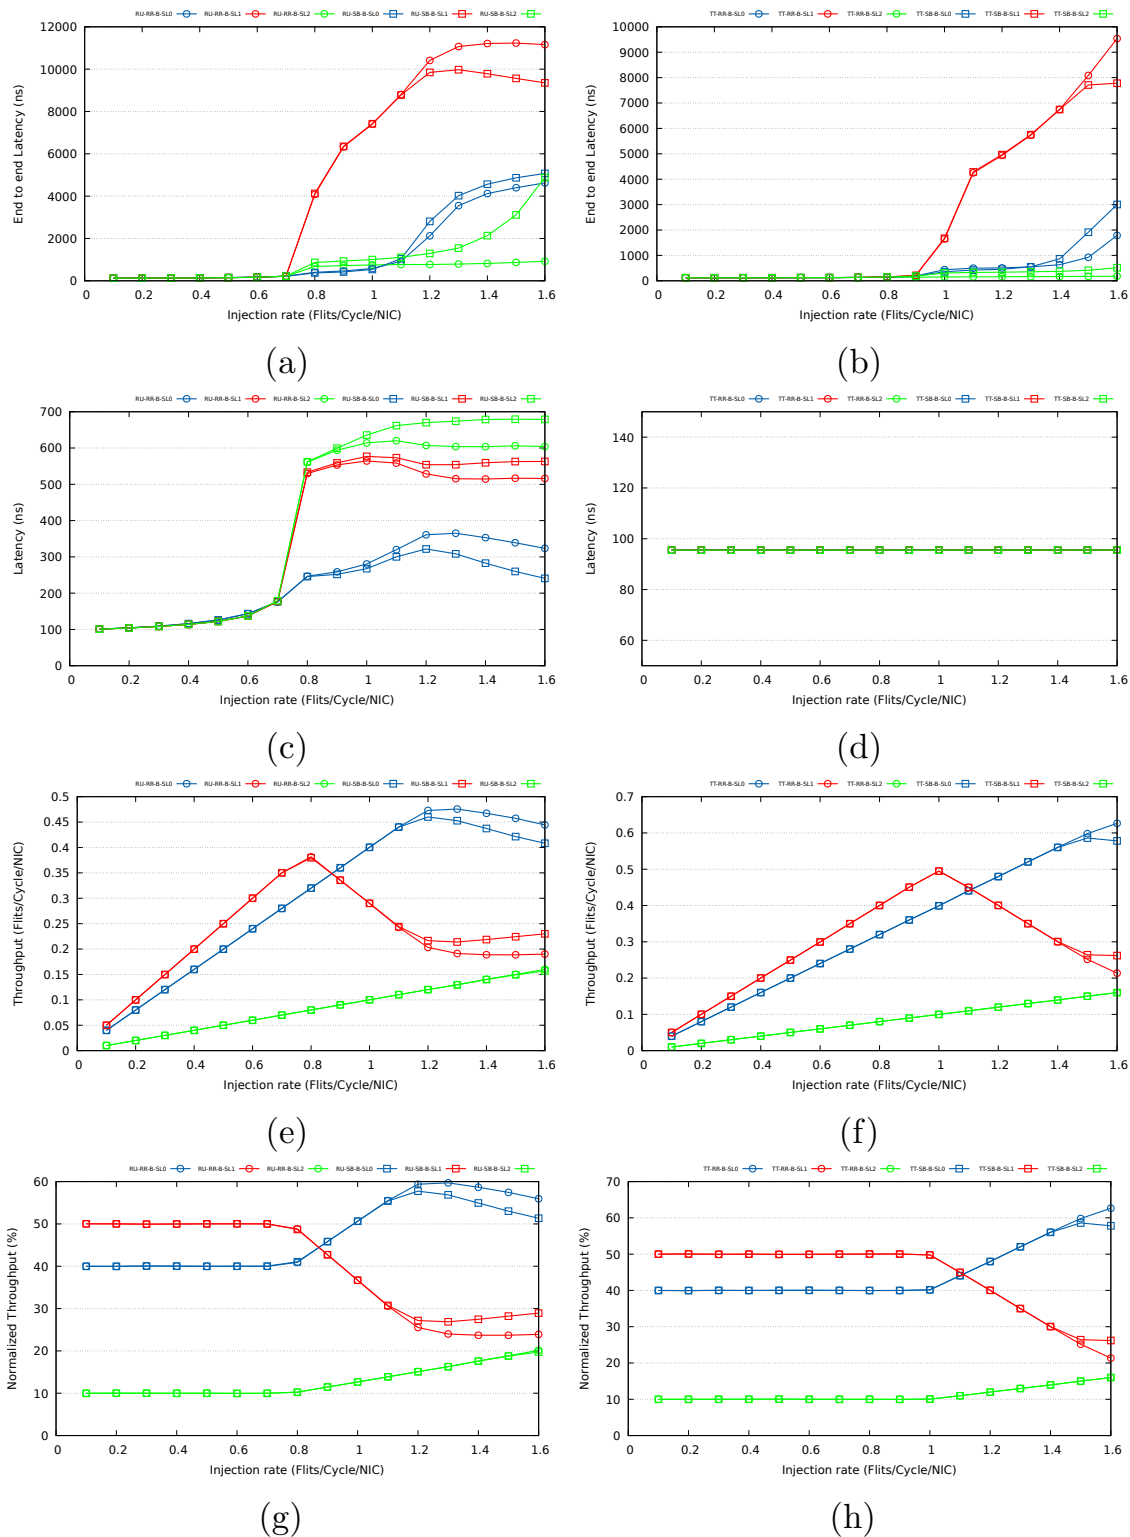 RU-RR-B-SL0 RU-RR-B-SL1 RU-RR-B-SL2 RU-SB-B-SL0 RU-SB-B-SL1 RU-SB-B-SL2
12000
10000
8000
6000
4000
2000
0
End to end Latency (ns)
0 0.2 0.4 0.6 0.8 1 1.2 1.4 1.6
Injection rate (Flits/Cycle/NIC)
(a)
TT-RR-B-SL0 TT-RR-B-SL1 TT-RR-B-SL2 TT-SB-B-SL0 TT-SB-B-SL1 TT-SB-B-SL2
10000
9000
8000
7000
6000
5000
4000
3000
2000
1000
0
End to end Latency (ns)
0 0.2 0.4 0.6 0.8 1 1.2 1.4 1.6
Injection rate (Flits/Cycle/NIC)
(b)
RU-RR-B-SL0 RU-RR-B-SL1 RU-RR-B-SL2 RU-SB-B-SL0 RU-SB-B-SL1 RU-SB-B-SL2
700
600
500
400
300
200
100
0
Latency (ns)
0.2 0.4 0.6 0.8 1.0 1.2 1.4 1.6
Injection rate (Flits/Cycle/NIC)
(c)
TT-RR-B-SL0 TT-RR-B-SL1 TT-RR-B-SL2 TT-SB-B-SL0 TT-SB-B-SL1 TT-SB-B-SL2
140
120
100
80
60
Latency (ns)
0 0.2 0.4 0.6 0.8 1.0 1.2 1.4 1.6
Injection rate (Flits/Cycle/NIC)
(d)
RU-RR-B-SL0 RU-RR-B-SL1 RU-RR-B-SL2 RU-SB-B-SL0 RU-SB-B-SL1 RU-SB-B-SL2
0.5
0.45
0.4
0.35
0.3
0.25
0.2
0.15
0.1
0.05
0
Throughput (Flits/Cycle/NIC)
0 0.2 0.4 0.6 0.8 1 1.2 1.4 1.6
Injection rate (Flits/Cycle/NIC)
(e)
TT-RR-B-SL0 TT-RR-B-SL1 TT-RR-B-SL2 TT-SB-B-SL0 TT-SB-B-SL1 TT-SB-B-SL2
0.7
0.6
0.5
0.4
0.3
0.2
0.1
0
Throughput (Flits/Cycle/NIC)
0 0.2 0.4 0.6 0.8 1 1.2 1.4 1.6
Injection rate (Flits/Cycle/NIC)
(f)
RU-RR-B-SL0 RU-RR-B-SL1 RU-RR-B-SL2 RU-SB-B-SL0 RU-SB-B-SL1 RU-SB-B-SL2
60
50
40
30
20
10
0
Normalized Throughput (%)
0 0.2 0.4 0.6 0.8 1 1.2 1.4 1.6
Injection rate (Flits/Cycle/NIC)
(g)
TT-RR-B-SL0 TT-RR-B-SL1 TT-RR-B-SL2 TT-SB-B-SL0 TT-SB-B-SL1 TT-SB-B-SL2
70
60
50
40
30
20
10
0
Normalized Throughput (%)
0 0.2 0.4 0.6 0.8 1 1.2 1.4 1.6
Injection rate (Flits/Cycle/NIC)
(h)